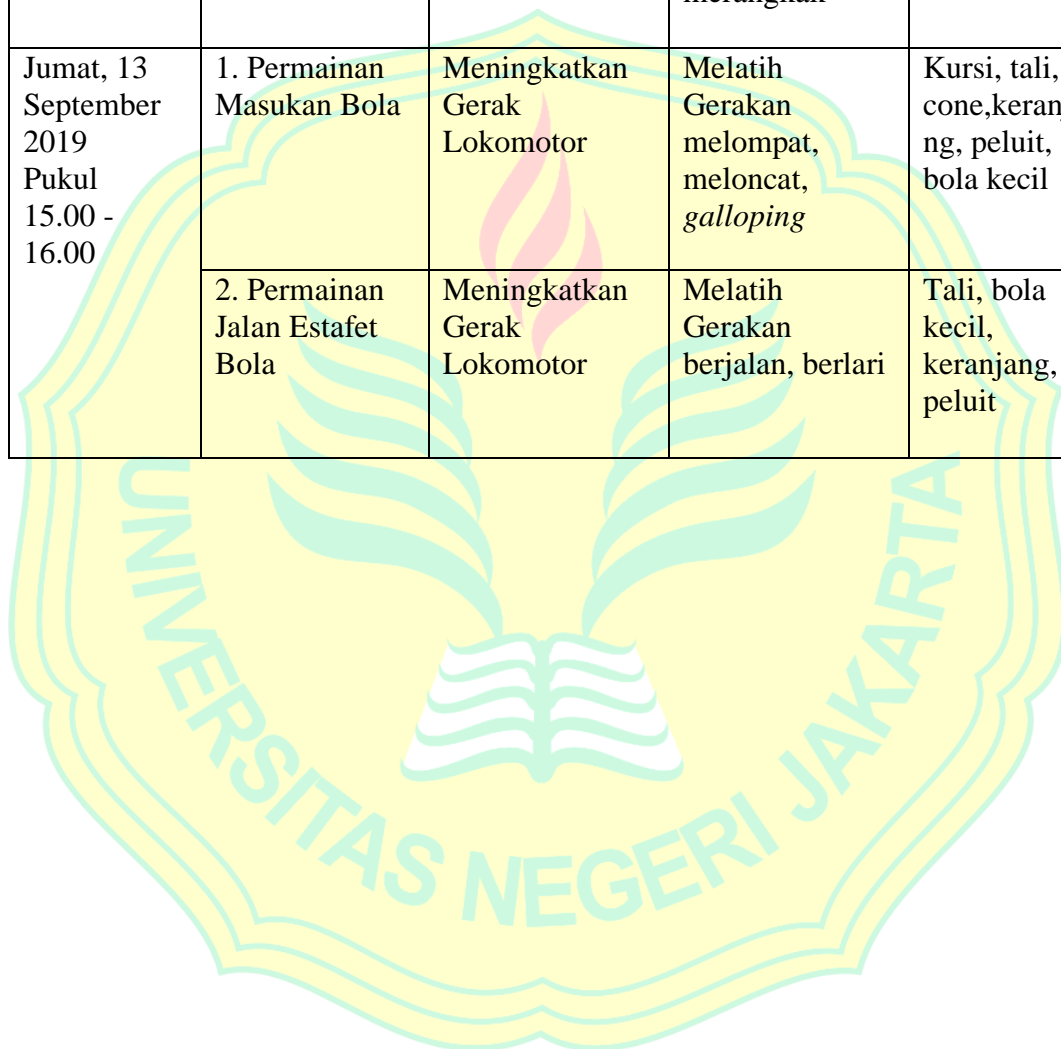 merangkak
Jumat, 13
September
2019
Pukul
15.00 -
16.00
1. Permainan
Masukan Bola
Meningkatkan
Gerak
Lokomotor
Melatih
Gerakan
melompat,
meloncat,
galloping
Kursi, tali,
cone,keranj
ng, peluit,
bola kecil
2. Permainan
Jalan Estafet
Bola
Meningkatkan
Gerak
Lokomotor
Melatih
Gerakan
berjalan, berlari
Tali, bola
kecil,
keranjang,
peluit
UNIVERSITAS NEGERI JAKARTA